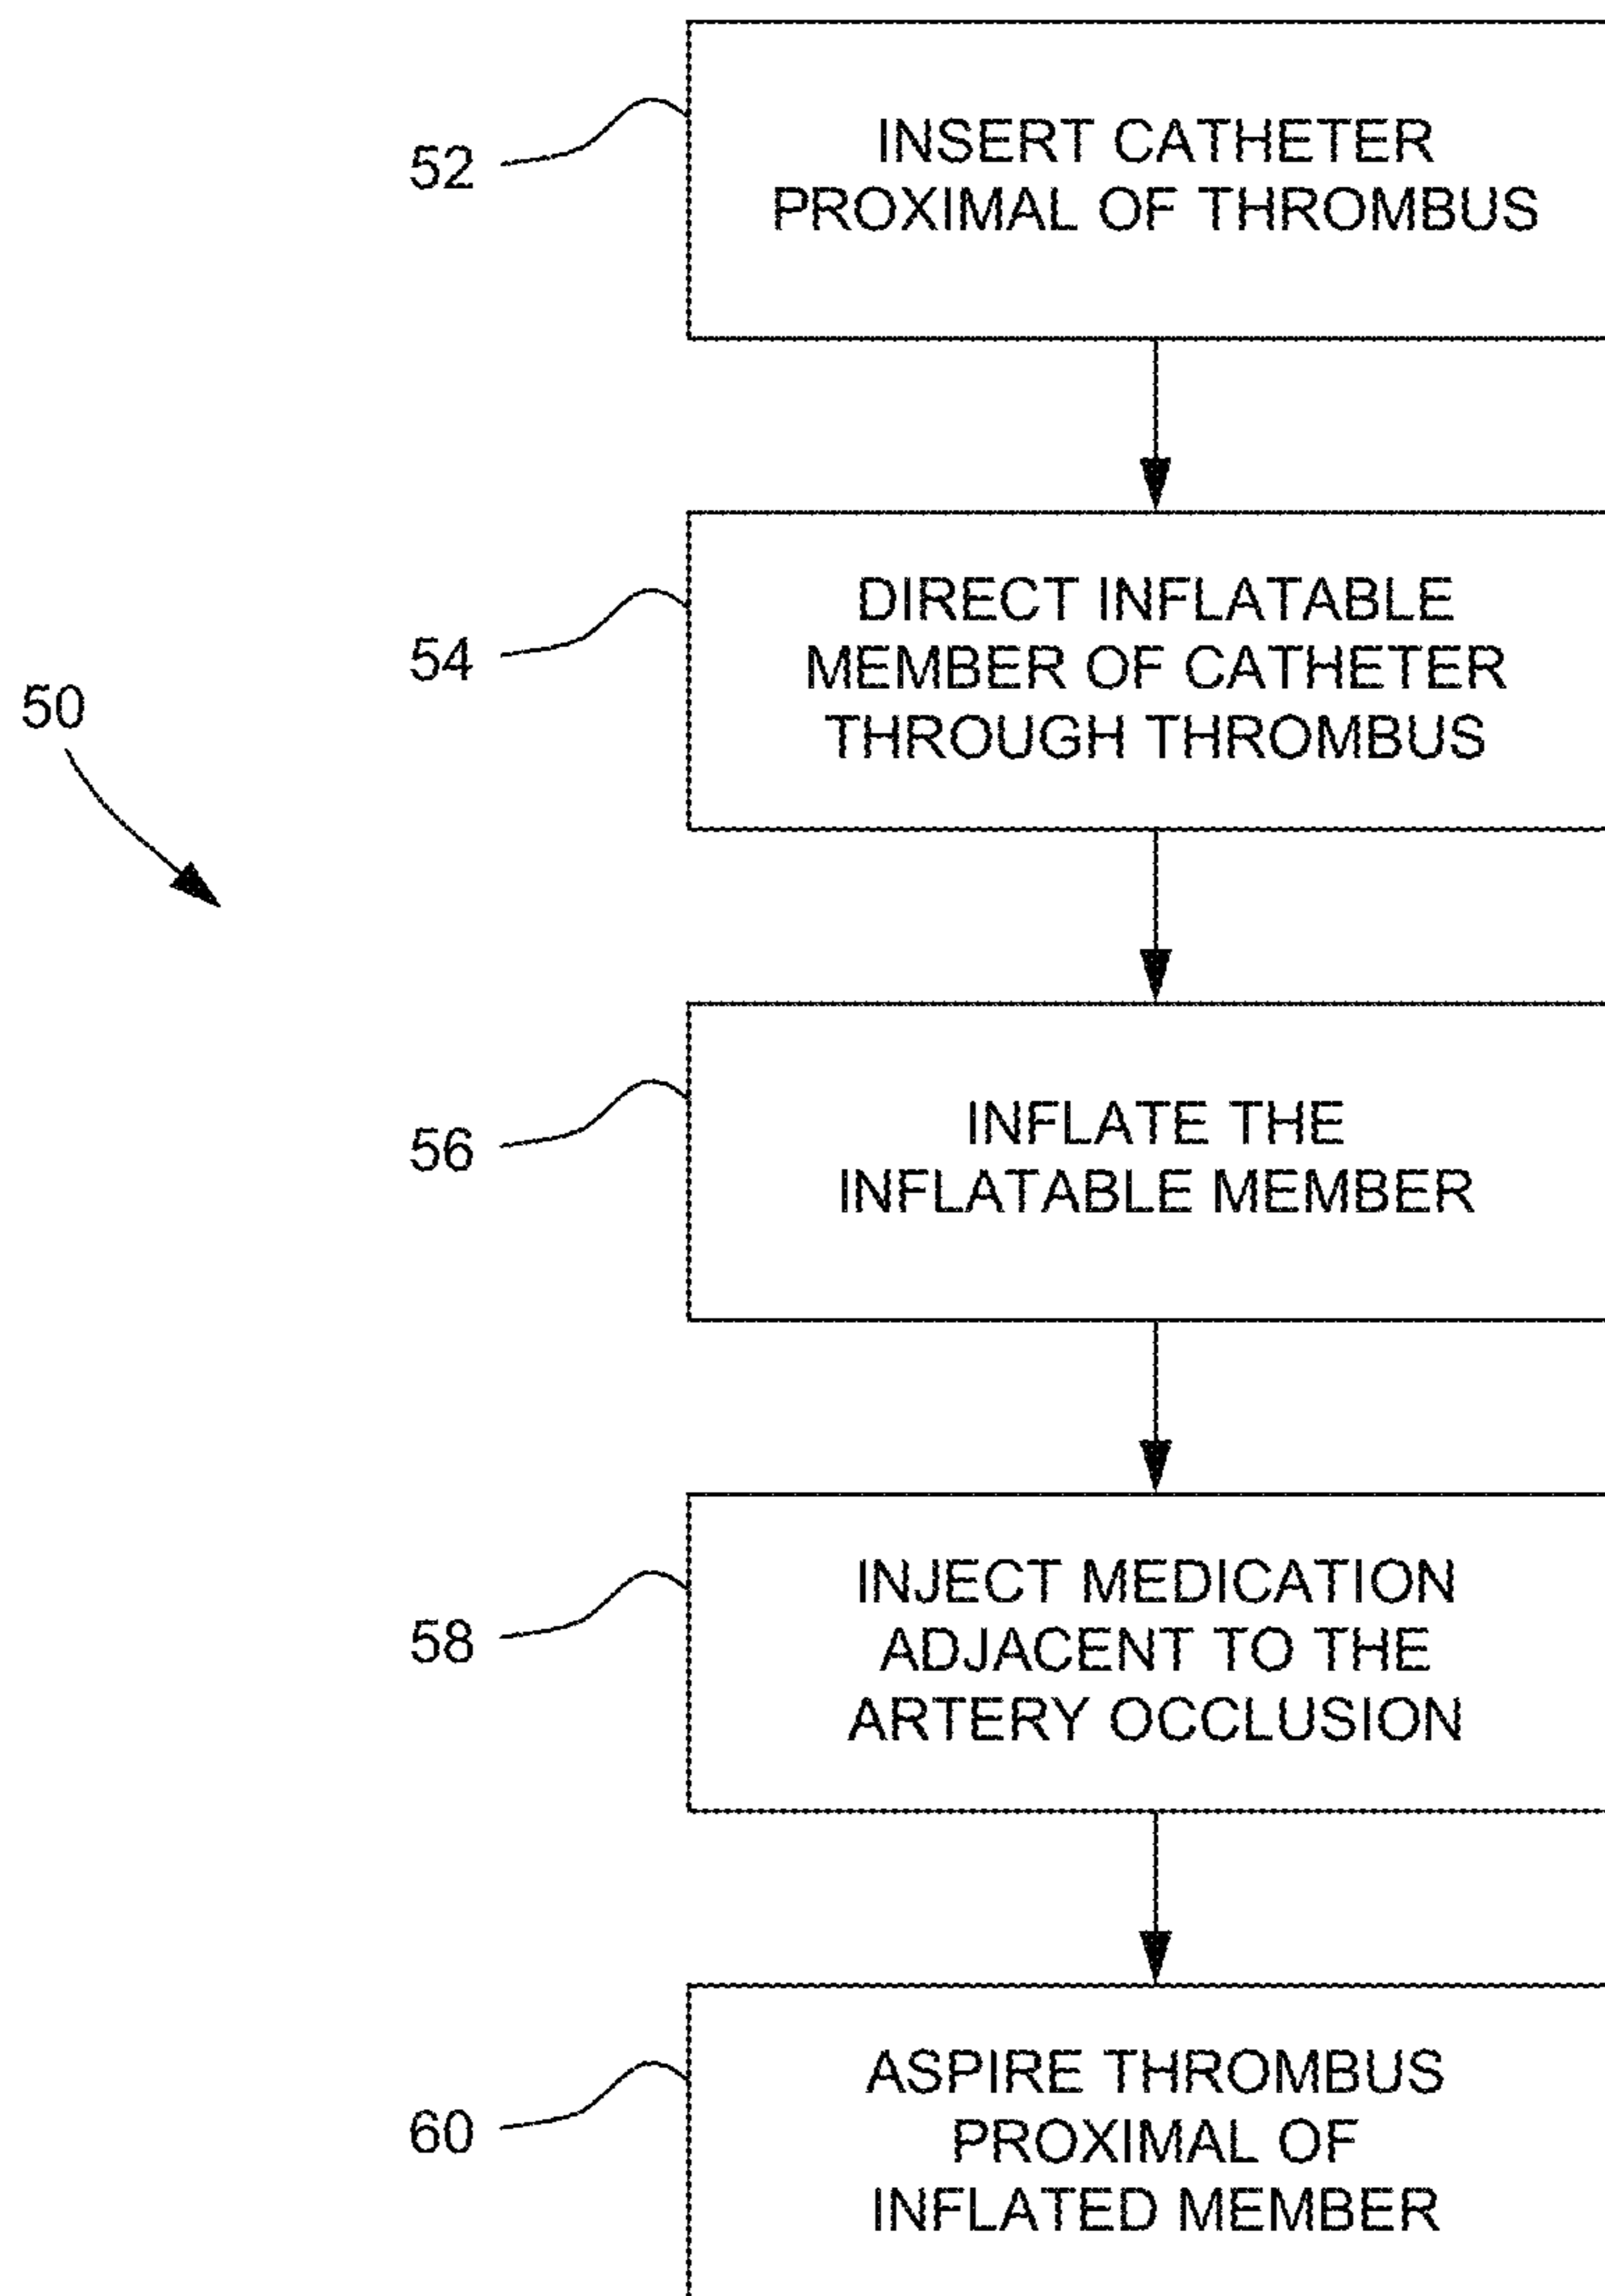 52
INSERT CATHETER
PROXIMAL OF THROMBUS
54
DIRECT INFLATABLE
MEMBER OF CATHETER
THROUGH THROMBUS
50
56
INFLATE THE
INFLATABLE MEMBER
58
INJECT MEDICATION
ADJACENT TO THE
ARTERY OCCLUSION
60
ASPIRE THROMBUS
PROXIMAL OF
INFLATED MEMBER